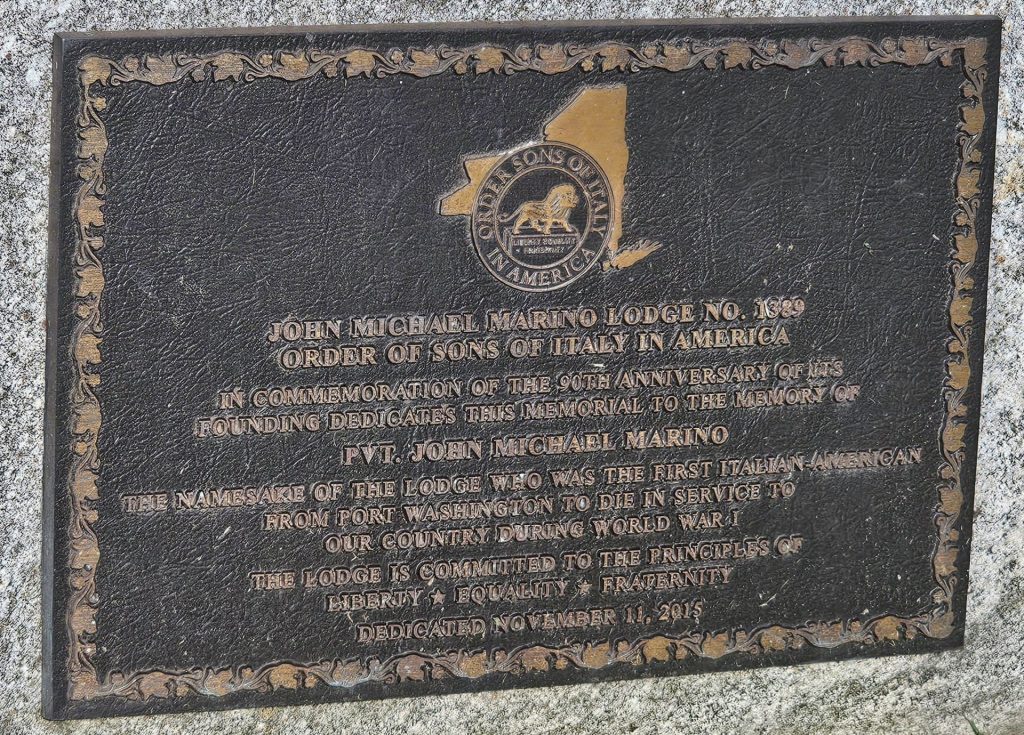 ORDER SONS OF ITALY
IN AMERICA
LIBERTY EQUALITY
FRATERNITY
JOHN MICHAEL MARINO LODGE NO. 1389
ORDER OF SONS OF ITALY IN AMERICA
IN COMMEMORATION OF THE 90TH ANNIVERSARY OF ITS
FOUNDING DEDICATES THIS MEMORIAL TO THE MEMORY OF
PVT. JOHN MICHAEL MARINO
THE NAMESAKE OF THE LODGE WHO WAS THE FIRST ITALIAN-AMERICAN
FROM PORT WASHINGTON TO DIE IN SERVICE TO
OUR COUNTRY DURING WORLD WAR I
THE LODGE IS COMMITTED TO THE PRINCIPLES OF
LIBERTY ★ EQUALITY ★ FRATERNITY
DEDICATED NOVEMBER 11, 2015